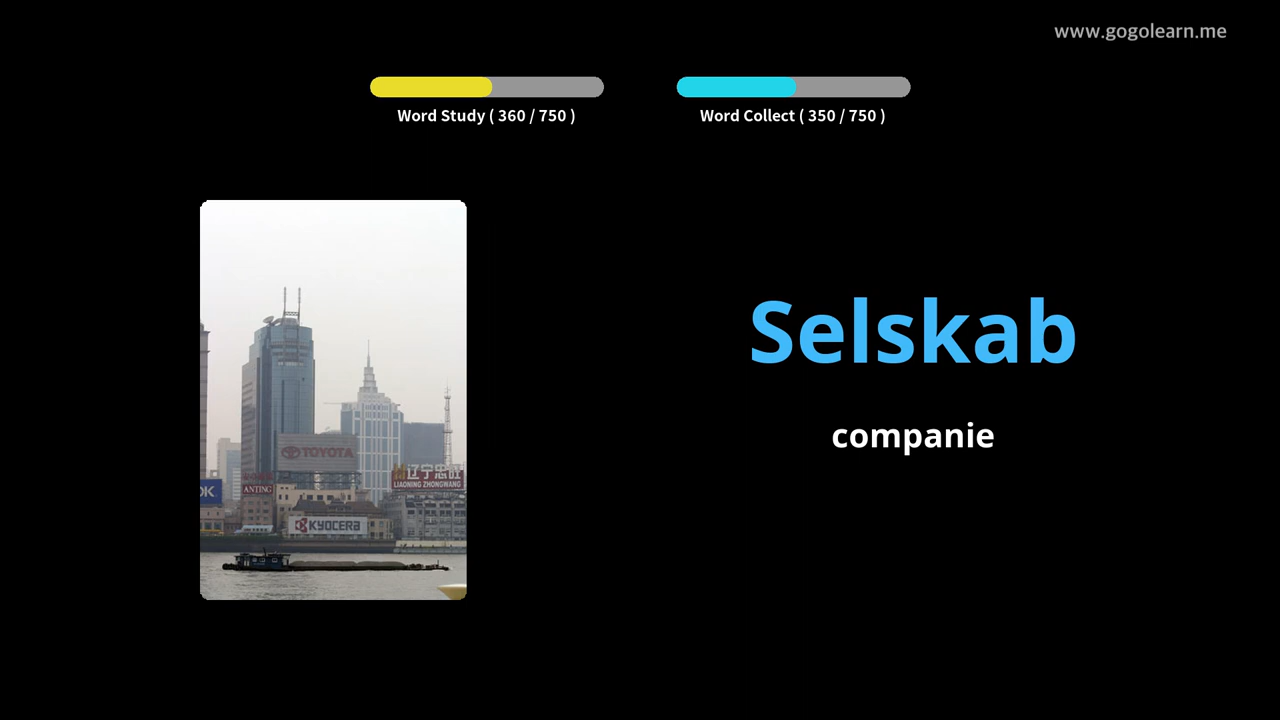 www.gogolearn.me
Word Study ( 360 / 750 )
Word Collect ( 350 / 750 )
Selskab
companie
TOYOTA
辽宁忠旺
LIAONING ZHONGWANG
OK
ANTING
KYOCERA